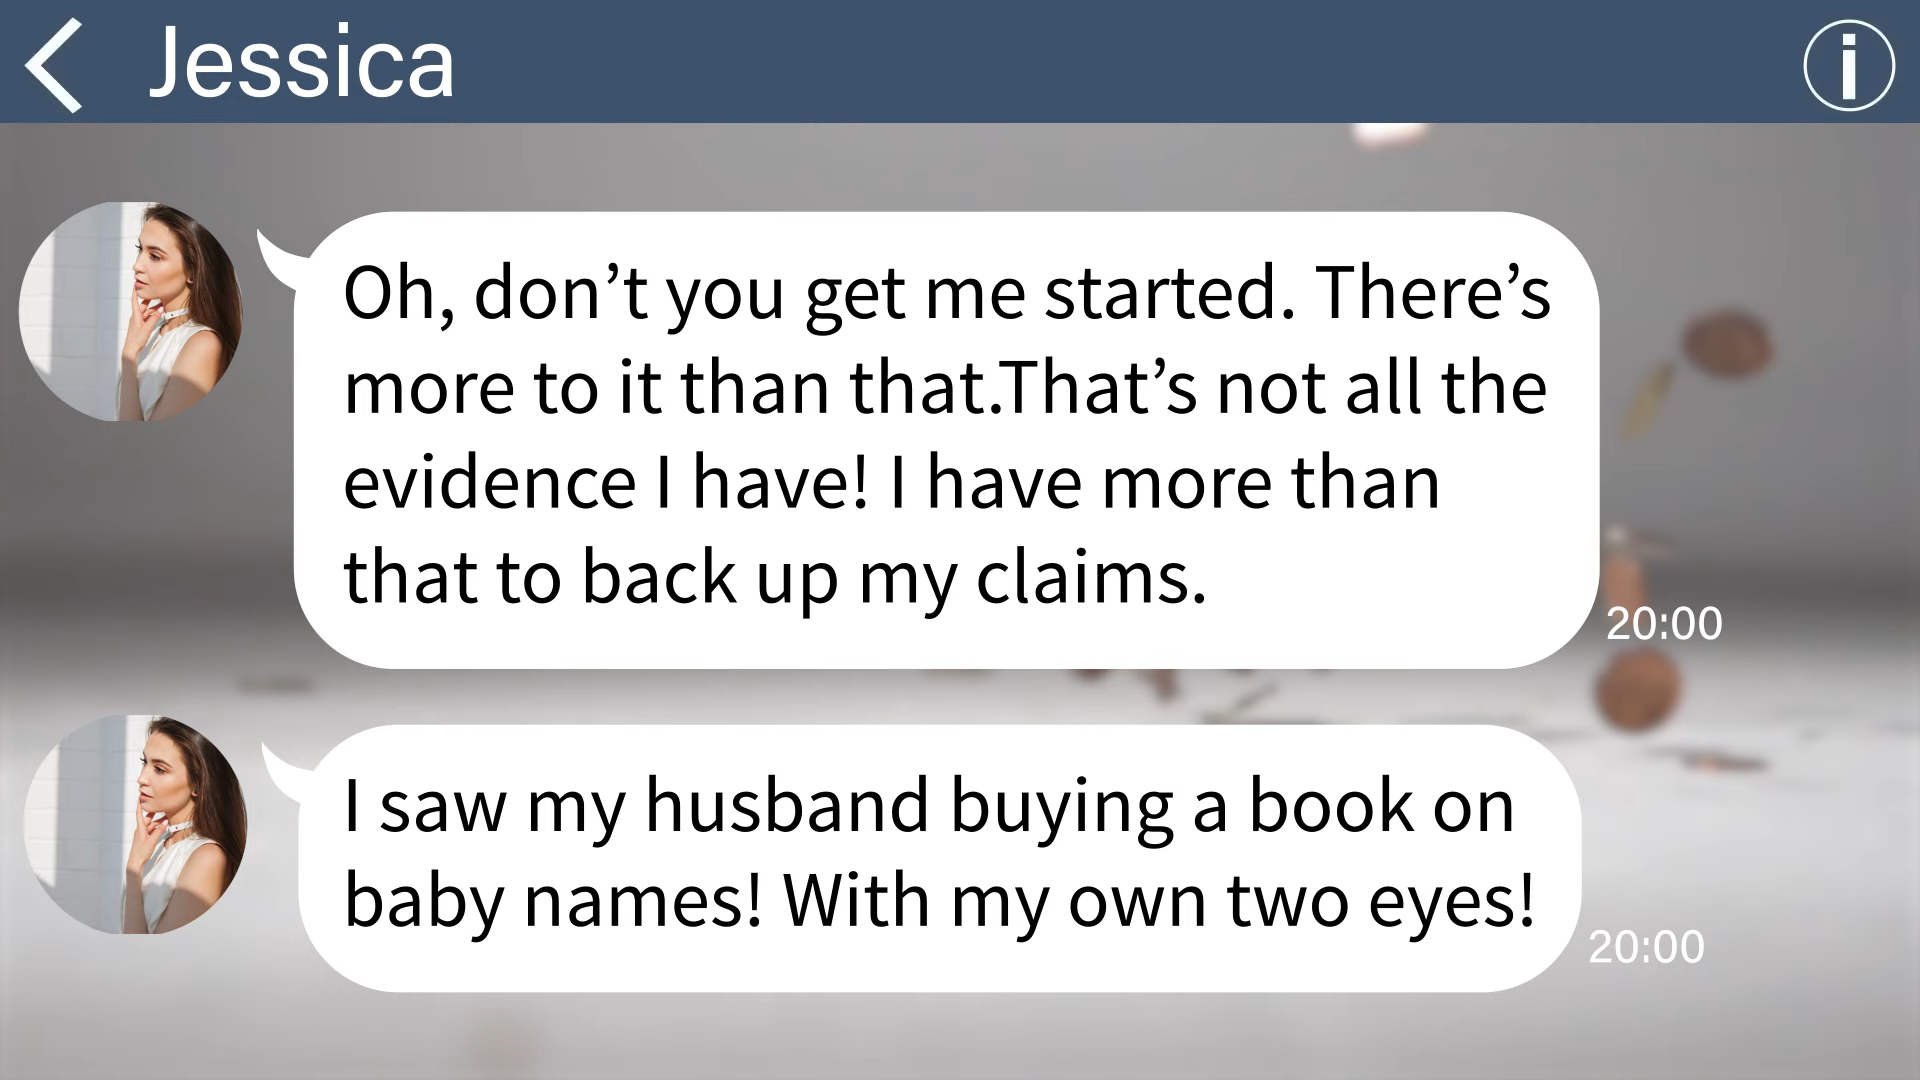 Jessica
Oh, don’t you get me started. There’s
more to it than that.That’s not all the
evidence I have! I have more than
that to back up my claims.
20:00
I saw my husband buying a book on
baby names! With my own two eyes!
20:00